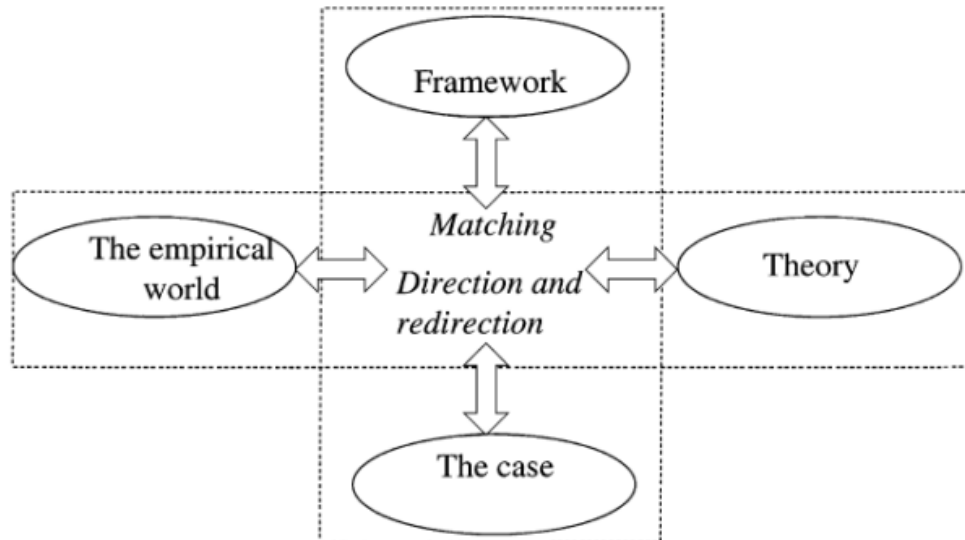 Framework
Matching
The empirical
world
Theory
Direction and
redirection
The case